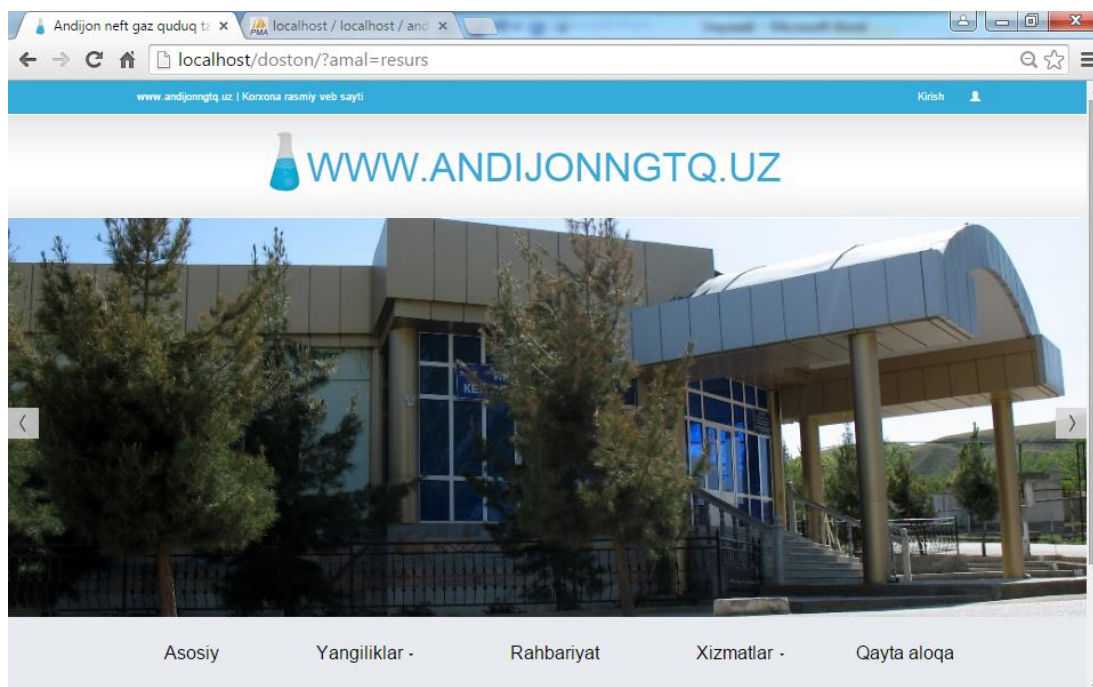 Andijon neft gaz quduq ta
localhost / localhost / and
localhost/doston/?amal=resurs
www.andijonngtq.uz | Korxona rasmiy veb sayti
Kirish
WWW.ANDIJONNGTQ.UZ
Asosiy
Yangiliklar
Rahbariyat
Xizmatlar
Qayta aloqa